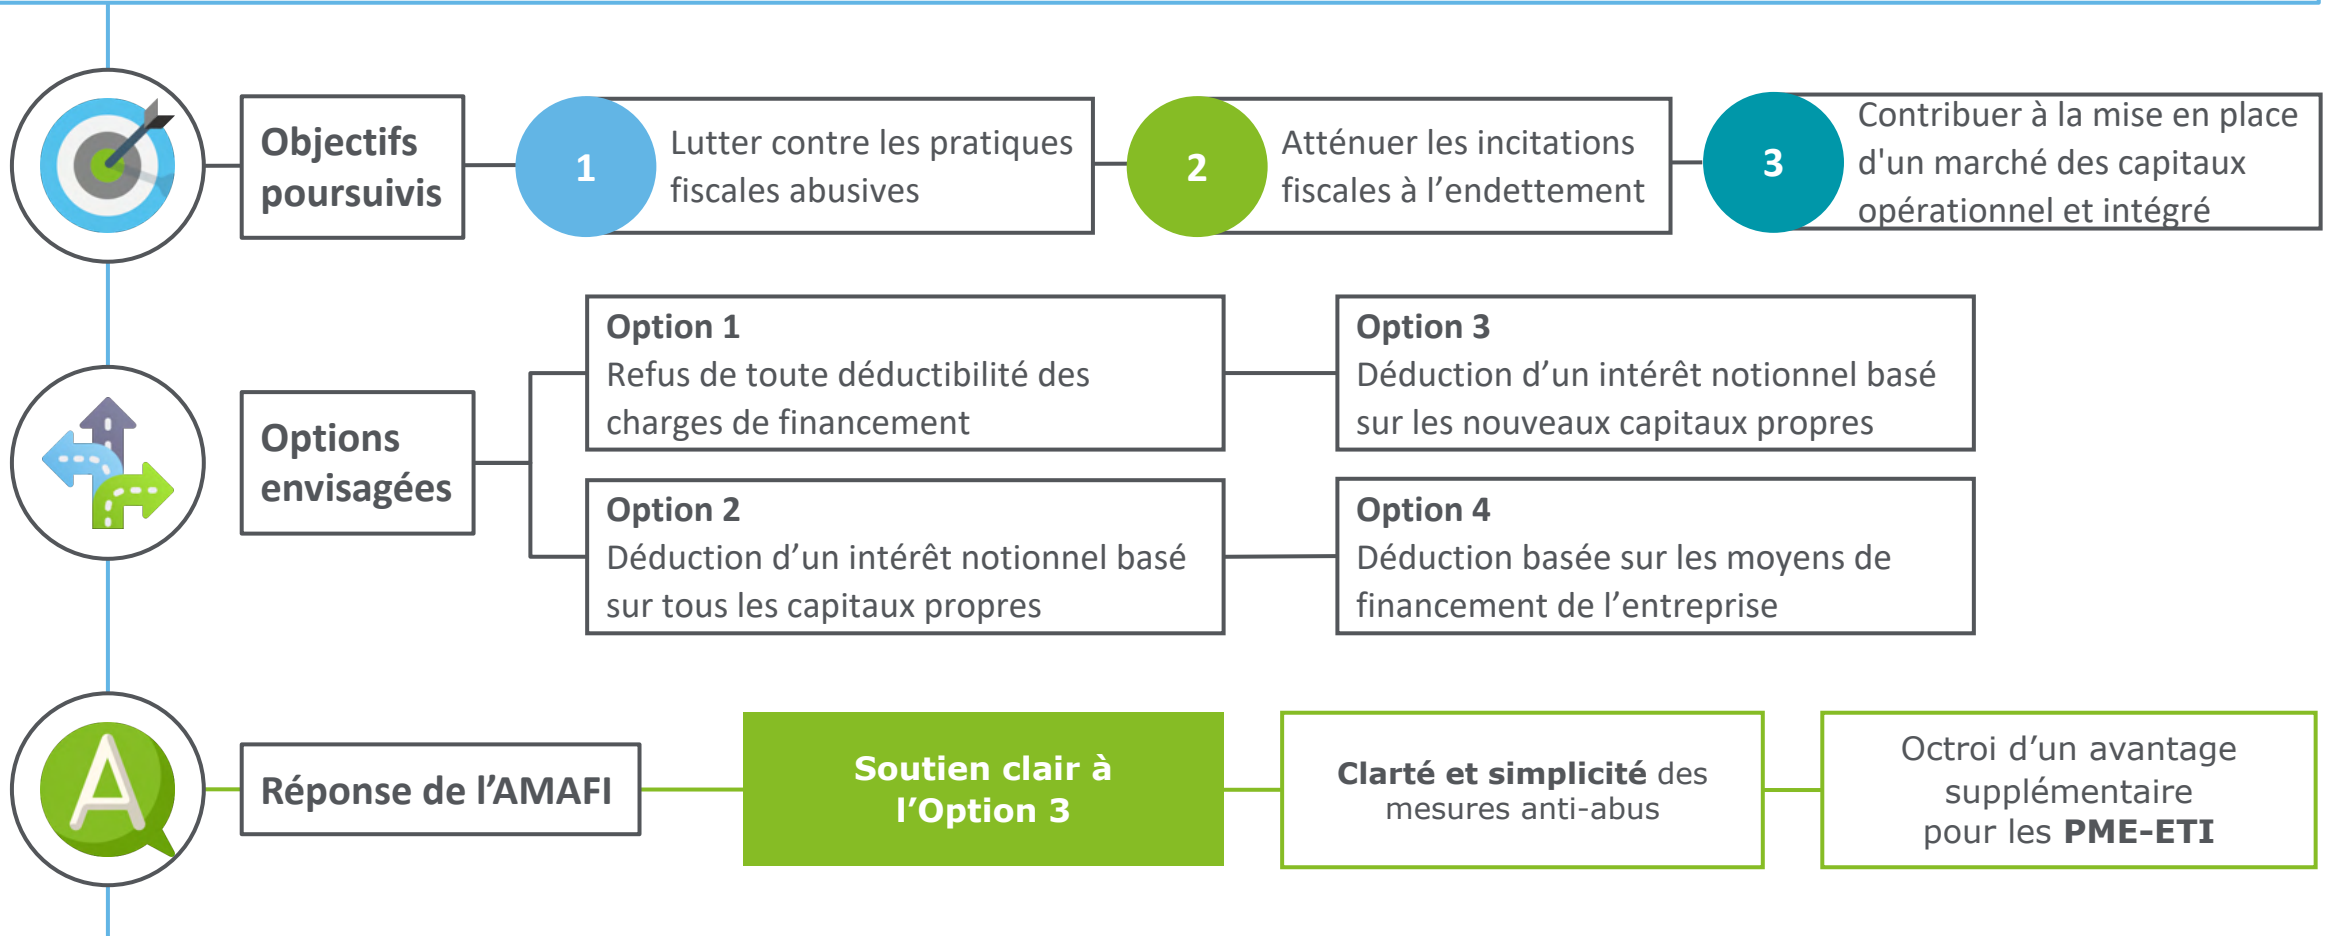 Objectifs
poursuivis
1
Lutter contre les pratiques
fiscales abusives
2
Atténuer les incitations
fiscales à l’endettement
3
Contribuer à la mise en place
d'un marché des capitaux
opérationnel et intégré
Options
envisagées
Option 1
Refus de toute déductibilité des
charges de financement
Option 3
Déduction d’un intérêt notionnel basé
sur les nouveaux capitaux propres
Option 2
Déduction d’un intérêt notionnel basé
sur tous les capitaux propres
Option 4
Déduction basée sur les moyens de
financement de l’entreprise
A
Réponse de l’AMAFI
Soutien clair à
l’Option 3
Clarté et simplicité des
mesures anti-abus
Octroi d’un avantage
supplémentaire
pour les PME-ETI